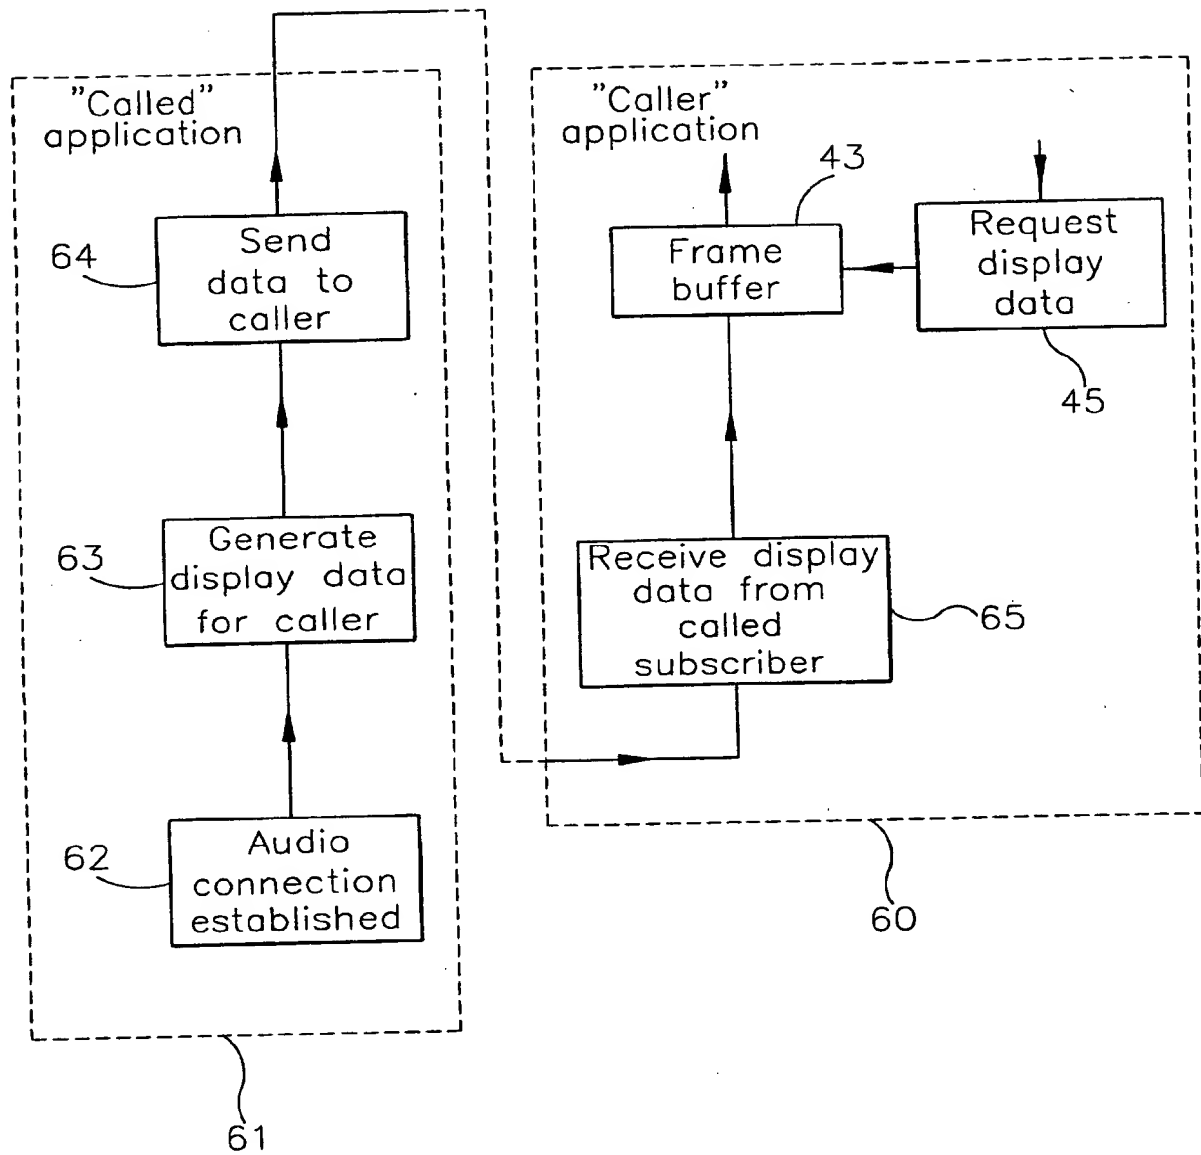 "Called"
application
64
Send
data to
caller
63
Generate
display data
for caller
62
Audio
connection
established
61
"Caller"
application
43
Frame
buffer
Request
display
data
45
Receive display
data from
called
subscriber
65
60